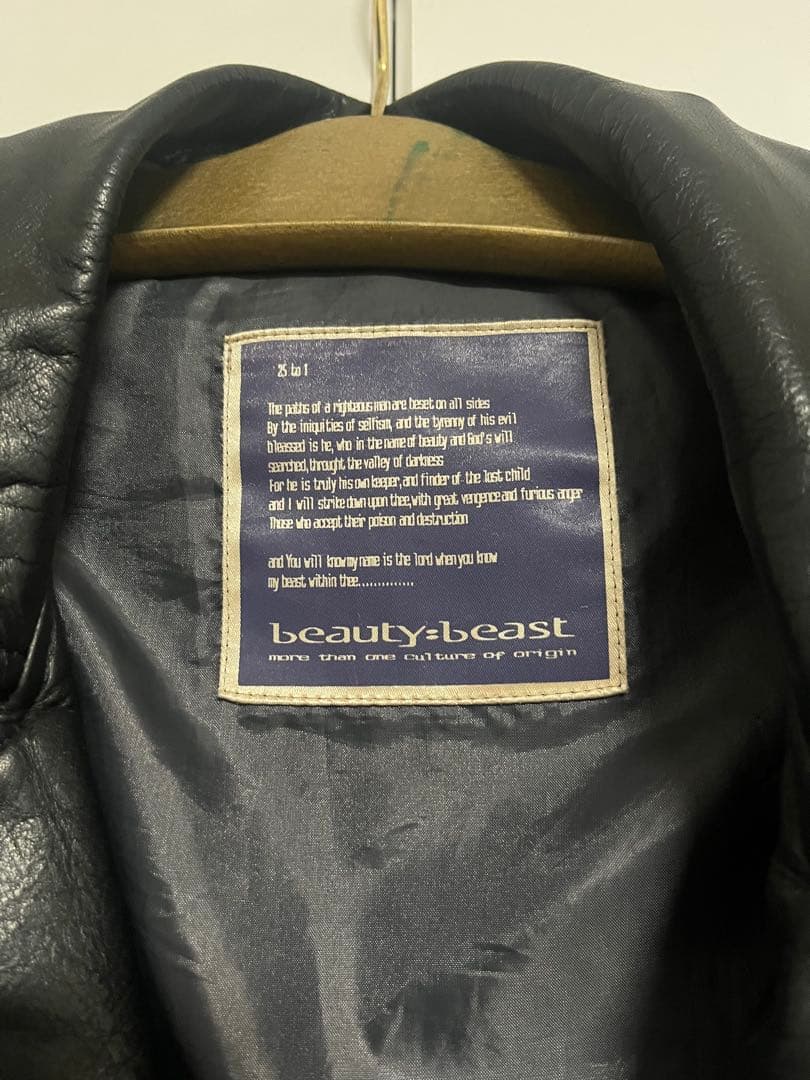 25 to 1
The paths of a righteous man are beset on all sides
By the iniquities of selfism, and the tyrenny of his evil
bleassed is he, who in the name of beauty and God's will
searched, throught the valley of darkness
For he is truly his own keeper, and finder of the lost child
and I will strike down upon thee, with great vengence and furious anger
Those who accept their poison and destruction
and You will know my name is the lord when you know
my beast within thee..............
beauty:beast
more than one culture of origin